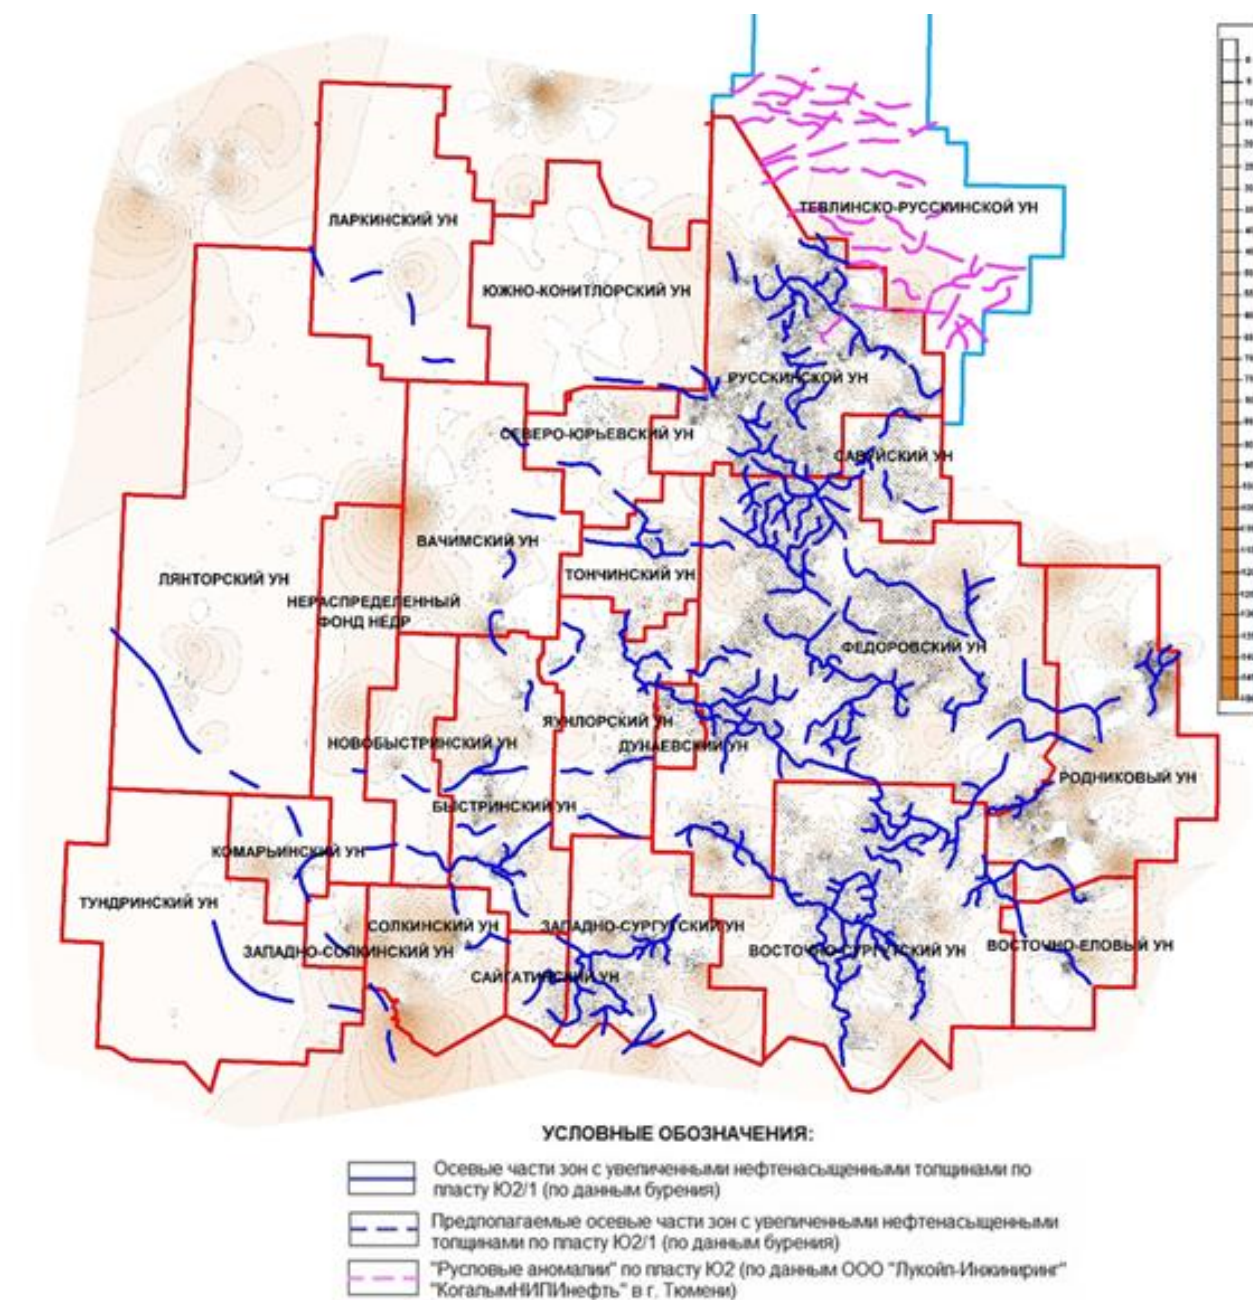 ТЕВЛИНСКО-РУССКИНСКОЙ УН
ЛАРКИНСКИЙ УН
ЮЖНО-КОНИТЛОРСКИЙ УН
РУССКИНСКОЙ УН
СЕВЕРО-ЮРЬЕВСКИЙ УН
САВУЙСКИЙ УН
ВАЧИМСКИЙ УН
ТОНЧИНСКИЙ УН
ЛЯНТОРСКИЙ УН
НЕРАСПРЕДЕЛЕННЫЙ
ФОНД НЕДР
ФЕДОРОВСКИЙ УН
ЯУНЛОРСКИЙ УН
НОВОБЫСТРИНСКИЙ УН
ДУНАЕВСКИЙ УН
РОДНИКОВЫЙ УН
БЫСТРИНСКИЙ УН
КОМАРЬИНСКИЙ УН
ТУНДРИНСКИЙ УН
СОЛКИНСКИЙ УН
ЗАПАДНО-СУРГУТСКИЙ УН
ЗАПАДНО-СОЛКИНСКИЙ УН
ВОСТОЧНО-СУРГУТСКИЙ УН
ВОСТОЧНО-ЕЛОВЫЙ УН
САЙГАТИНСКИЙ УН
УСЛОВНЫЕ ОБОЗНАЧЕНИЯ:
Осевые части зон с увеличенными нефтенасыщенными толщинами по
пласту Ю2/1 (по данным бурения)
Предполагаемые осевые части зон с увеличенными нефтенасыщенными
толщинами по пласту Ю2/1 (по данным бурения)
"Русловые аномалии" по пласту Ю2 (по данным ООО "Лукойл-Инжиниринг"
"КогалымНИПИнефть" в г. Тюмени)